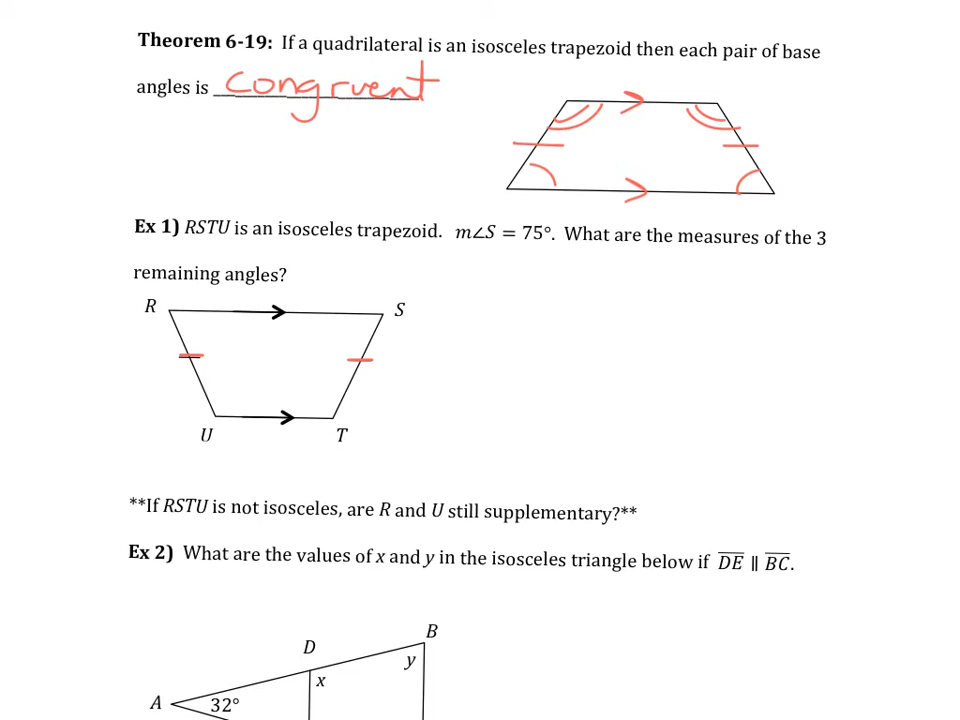 Theorem 6-19: If a quadrilateral is an isosceles trapezoid then each pair of base
angles is congruent
Ex 1) RSTU is an isosceles trapezoid. m∠S = 75°. What are the measures of the 3
remaining angles?
R
S
U
T
**If RSTU is not isosceles, are R and U still supplementary?**
Ex 2) What are the values of x and y in the isosceles triangle below if D̅E̅ ∥ B̅C̅.
B
D
y
x
A
32°